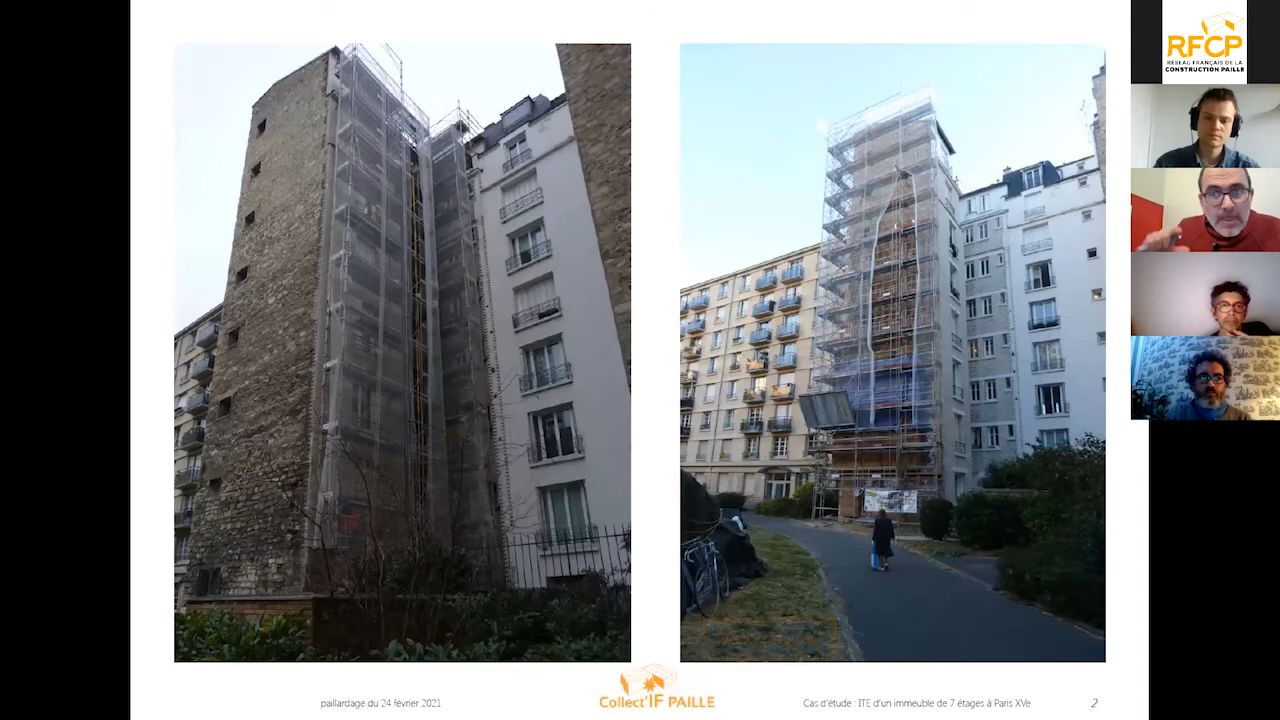 RFCP
RÉSEAU FRANÇAIS DE LA
CONSTRUCTION PAILLE
paillardage du 24 février 2021
Collect'IF PAILLE
Cas d'étude : ITE d'un immeuble de 7 étages à Paris XVe
2